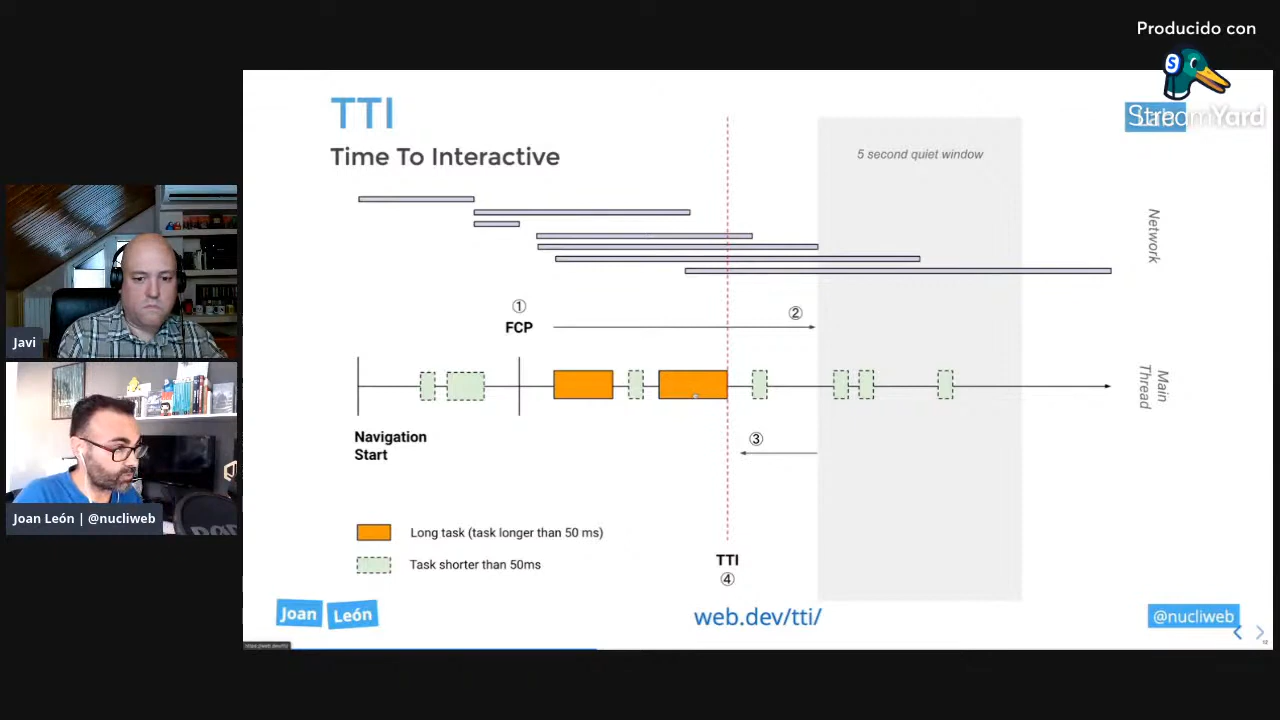 Producido con
StreamYard
TTI
Time To Interactive
5 second quiet window
Network
①
FCP
②
Main
Thread
Navigation
Start
③
Long task (task longer than 50 ms)
Task shorter than 50ms
TTI
④
Joan León
web.dev/tti/
@nucliweb
12
Javi
Joan León | @nucliweb